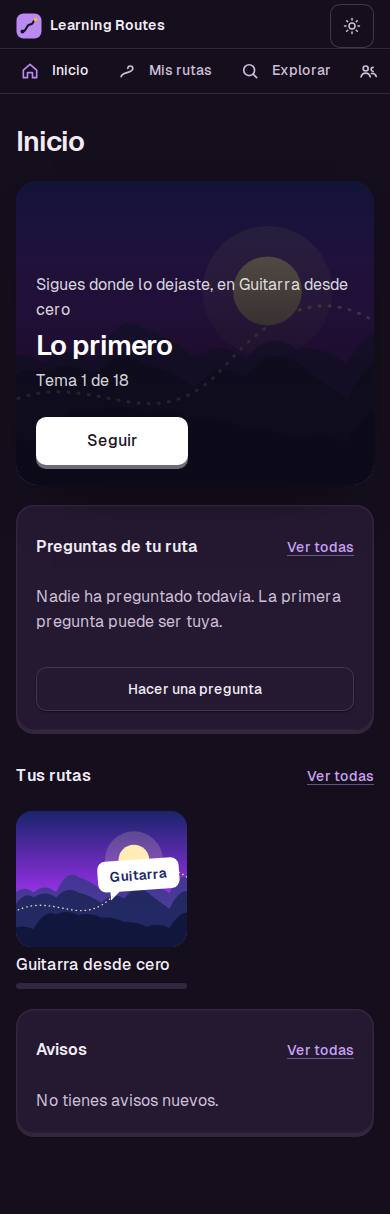 Learning Routes
Inicio
Mis rutas
Explorar
Inicio
Sigues donde lo dejaste, en Guitarra desde
cero
Lo primero
Tema 1 de 18
Seguir
Preguntas de tu ruta
Ver todas
Nadie ha preguntado todavía. La primera
pregunta puede ser tuya.
Hacer una pregunta
Tus rutas
Ver todas
Guitarra
Guitarra desde cero
Avisos
Ver todas
No tienes avisos nuevos.